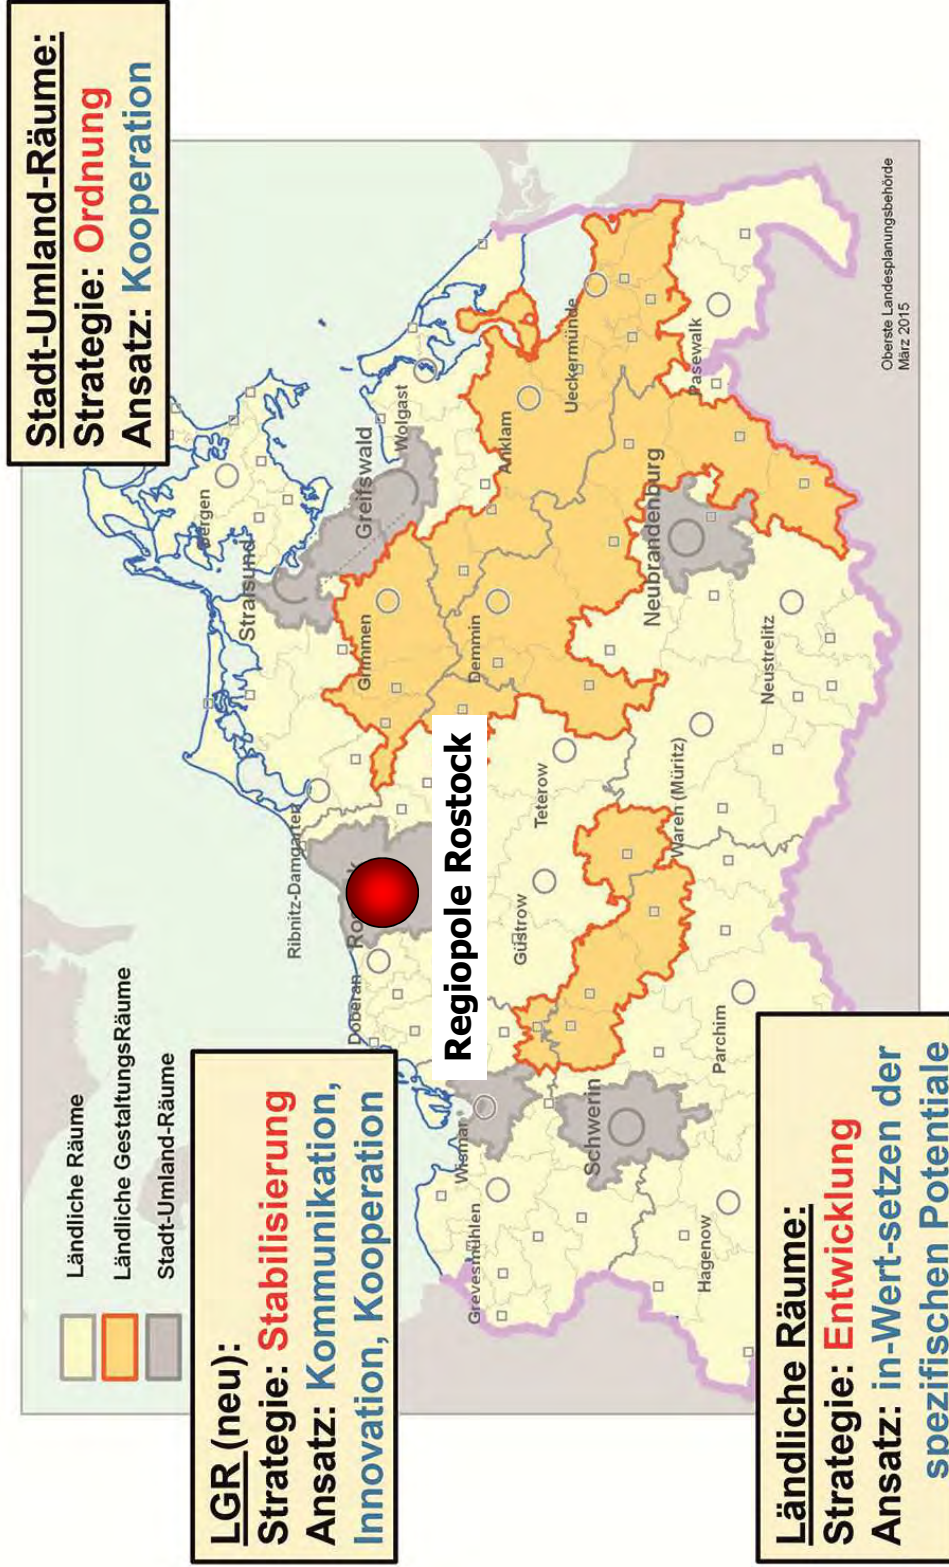 Stadt-Umland-Räume:
Strategie: Ordnung
Ansatz: Kooperation
Ländliche Räume
Ländliche GestaltungsRäume
Stadt-Umland-Räume
LGR (neu):
Strategie: Stabilisierung
Ansatz: Kommunikation,
Innovation, Kooperation
Regiopole Rostock
Ländliche Räume:
Strategie: Entwicklung
Ansatz: in-Wert-setzen der
spezifischen Potentiale
Bergen
Stralsund
Greifswald
Wolgast
Ribnitz-Damgarten
Grimmen
Doberan
Demmin
Anklam
Ueckermünde
Wismar
Grevesmühlen
Güstrow
Teterow
Neubrandenburg
Pasewalk
Schwerin
Waren (Müritz)
Neustrelitz
Hagenow
Parchim
Oberste Landesplanungsbehörde
März 2015